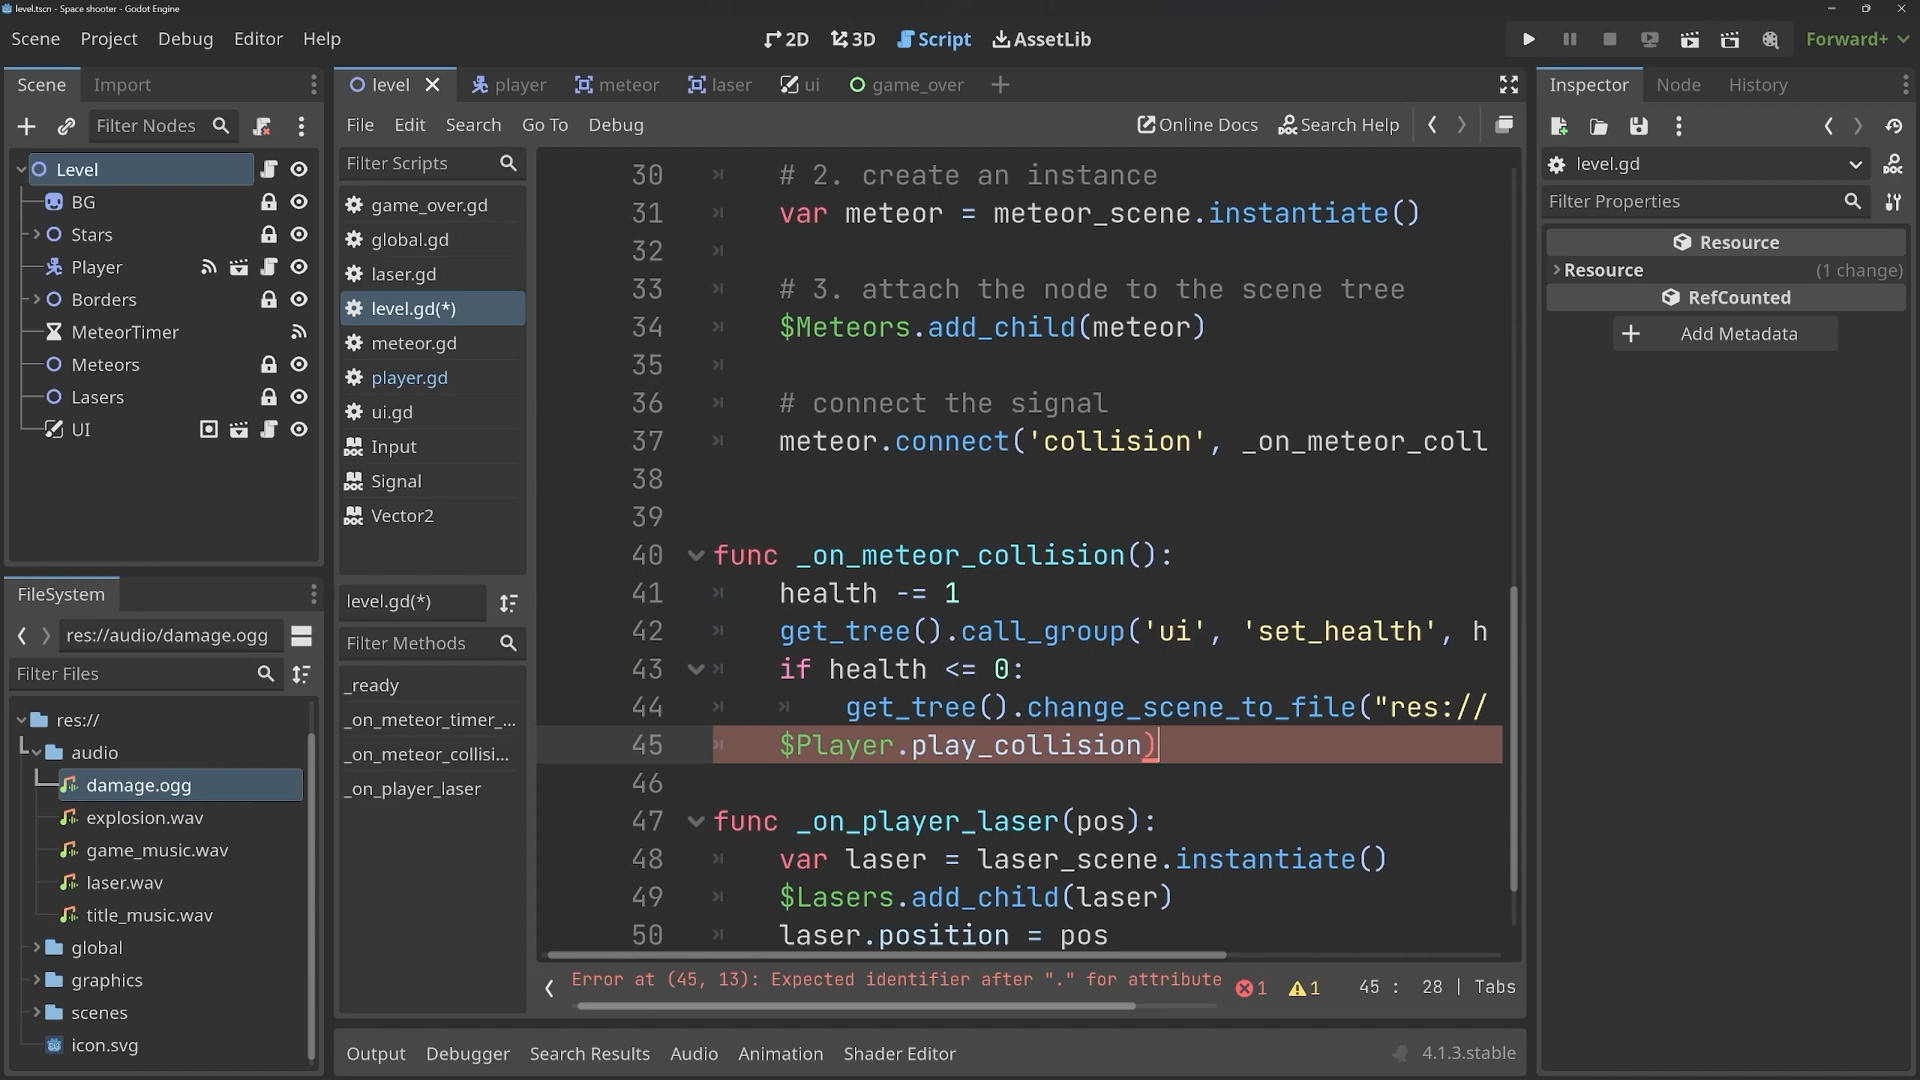 level.tscn - Space shooter - Godot Engine
Scene Project Debug Editor Help
2D 3D Script AssetLib
Forward+
Scene Import
level player meteor laser ui game_over
Inspector Node History
Filter Nodes
File Edit Search Go To Debug
Online Docs Search Help
Level
BG
Stars
Player
Borders
MeteorTimer
Meteors
Lasers
UI
Filter Scripts
game_over.gd
global.gd
laser.gd
level.gd(*)
meteor.gd
player.gd
ui.gd
Input
Signal
Vector2
level.gd(*)
Filter Methods
_ready
_on_meteor_timer_...
_on_meteor_collisi...
_on_player_laser
FileSystem
res://audio/damage.ogg
Filter Files
res://
audio
damage.ogg
explosion.wav
game_music.wav
laser.wav
title_music.wav
global
graphics
scenes
icon.svg
30 # 2. create an instance
31 var meteor = meteor_scene.instantiate()
32
33 # 3. attach the node to the scene tree
34 $Meteors.add_child(meteor)
35
36 # connect the signal
37 meteor.connect('collision', _on_meteor_coll
38
39
40 func _on_meteor_collision():
41 health -= 1
42 get_tree().call_group('ui', 'set_health', h
43 if health <= 0:
44 get_tree().change_scene_to_file("res://
45 $Player.play_collision)
46
47 func _on_player_laser(pos):
48 var laser = laser_scene.instantiate()
49 $Lasers.add_child(laser)
50 laser.position = pos
Error at (45, 13): Expected identifier after "." for attribute
1 1 45 : 28 | Tabs
Output Debugger Search Results Audio Animation Shader Editor
4.1.3.stable
level.gd
Filter Properties
Resource
Resource (1 change)
RefCounted
Add Metadata